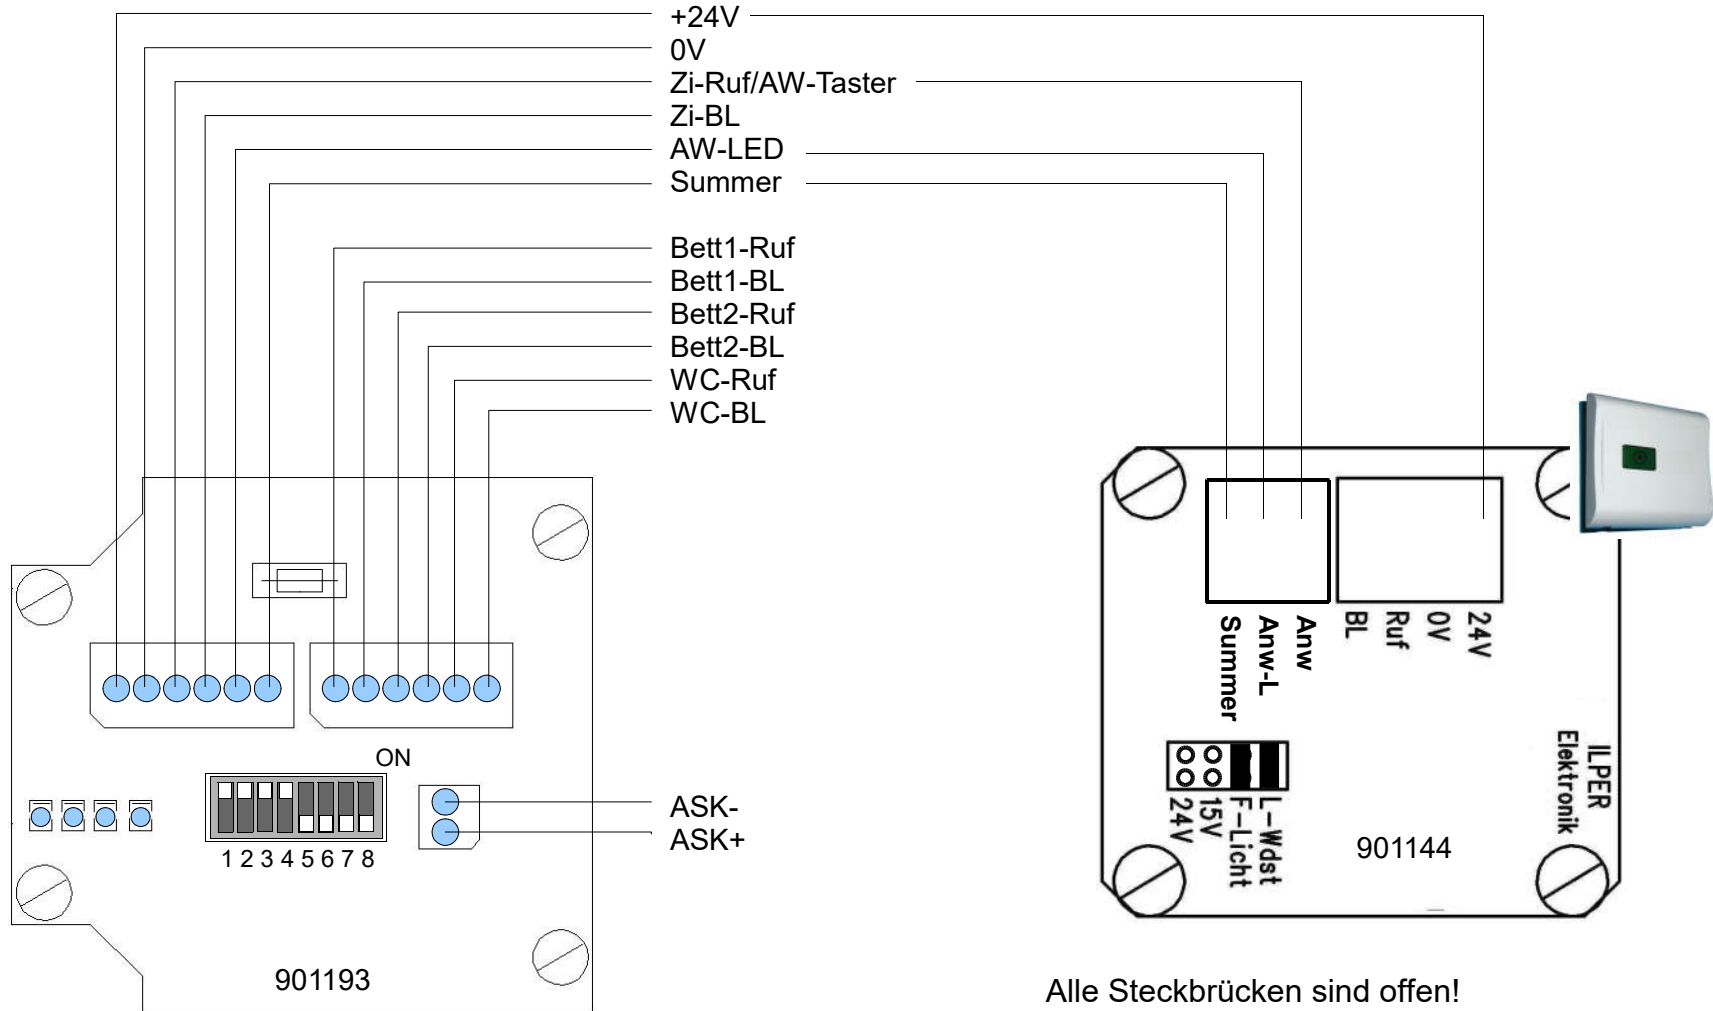 +24V
0V
Zi-Ruf/AW-Taster
Zi-BL
AW-LED
Summer
Bett1-Ruf
Bett1-BL
Bett2-Ruf
Bett2-BL
WC-Ruf
WC-BL
ON
1 2 3 4 5 6 7 8
ASK-
ASK+
901193
Summer
Anw-L
Anw
BL
Ruf
0V
24V
24V
15V
F-Licht
L-Wdst
ILPER
Elektronik
901144
Alle Steckbrücken sind offen!